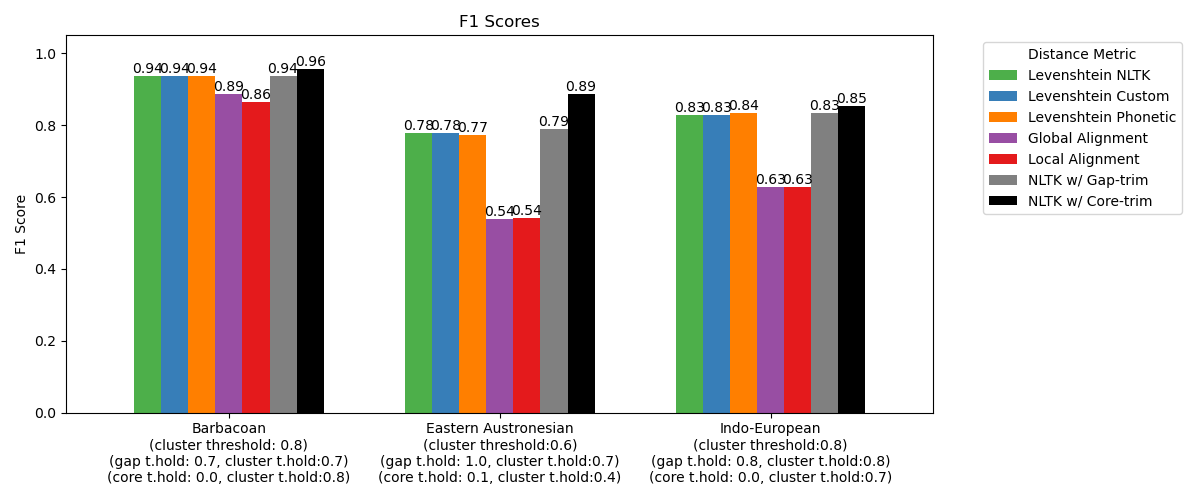 F1 Scores
F1 Score
1.0
0.8
0.6
0.4
0.2
0.0
0.94 0.94 0.94 0.89 0.86 0.94 0.96
0.78 0.78 0.77 0.54 0.54 0.79 0.89
0.83 0.83 0.84 0.63 0.63 0.83 0.85
Barbacoan
(cluster threshold: 0.8)
(gap t.hold: 0.7, cluster t.hold:0.7)
(core t.hold: 0.0, cluster t.hold:0.8)
Eastern Austronesian
(cluster threshold:0.6)
(gap t.hold: 1.0, cluster t.hold:0.7)
(core t.hold: 0.1, cluster t.hold:0.4)
Indo-European
(cluster threshold:0.8)
(gap t.hold: 0.8, cluster t.hold:0.8)
(core t.hold: 0.0, cluster t.hold:0.7)
Distance Metric
Levenshtein NLTK
Levenshtein Custom
Levenshtein Phonetic
Global Alignment
Local Alignment
NLTK w/ Gap-trim
NLTK w/ Core-trim